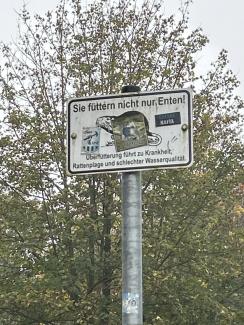 Sie füttern nicht nur Enten!
Überfütterung führt zu Krankheit,
Rattenplage und schlechter Wasserqualität.